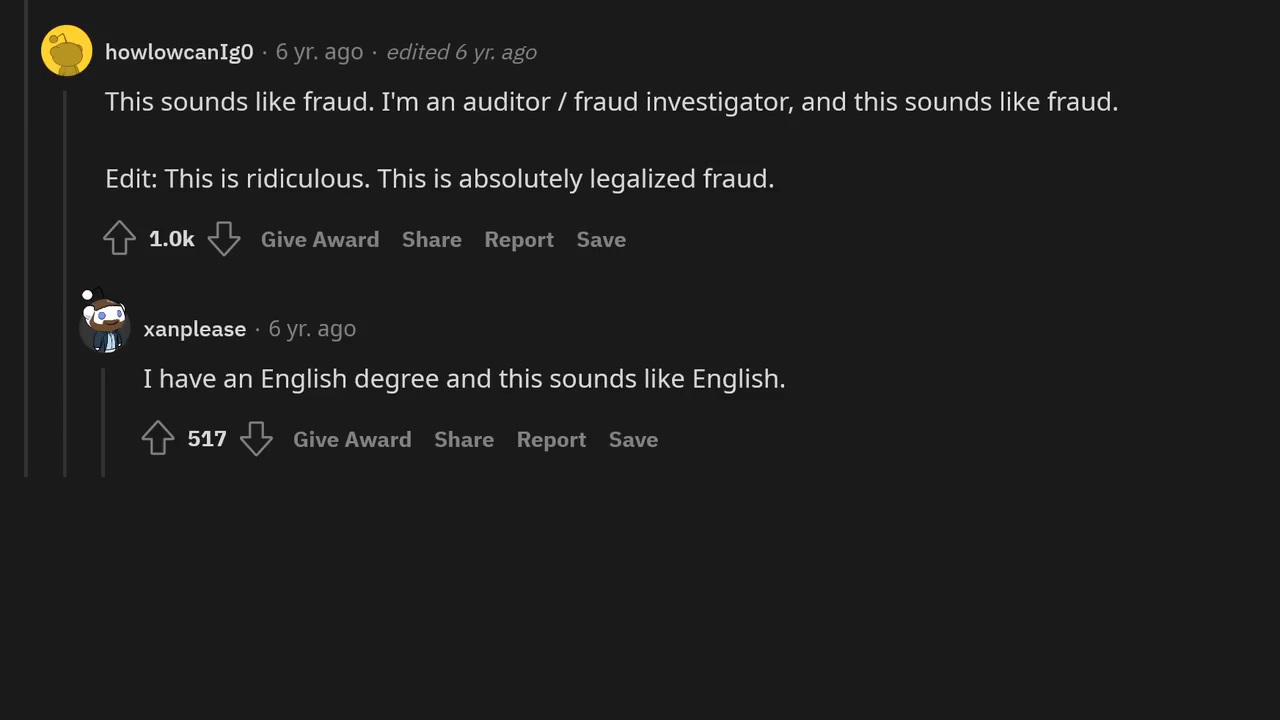 howlowcanIg0 · 6 yr. ago · edited 6 yr. ago
This sounds like fraud. I'm an auditor / fraud investigator, and this sounds like fraud.
Edit: This is ridiculous. This is absolutely legalized fraud.
1.0k Give Award Share Report Save
xanplease · 6 yr. ago
I have an English degree and this sounds like English.
517 Give Award Share Report Save